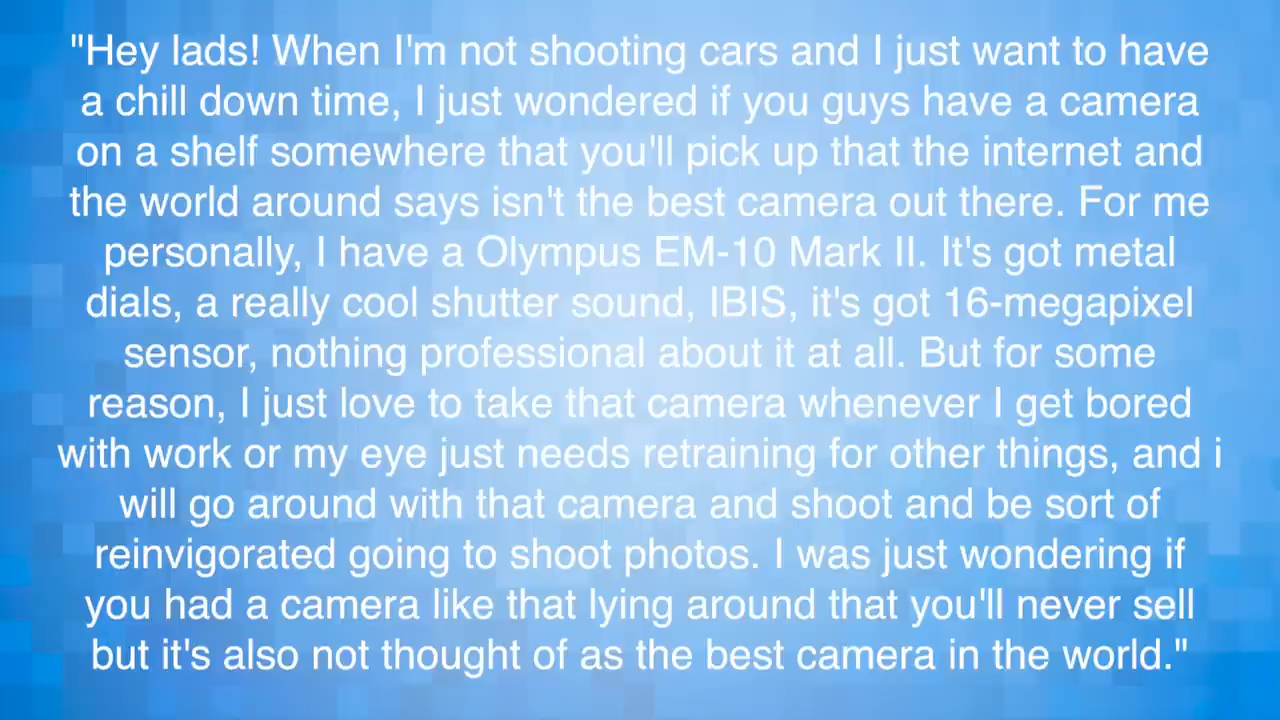 "Hey lads! When I'm not shooting cars and I just want to have
a chill down time, I just wondered if you guys have a camera
on a shelf somewhere that you'll pick up that the internet and
the world around says isn't the best camera out there. For me
personally, I have a Olympus EM-10 Mark II. It's got metal
dials, a really cool shutter sound, IBIS, it's got 16-megapixel
sensor, nothing professional about it at all. But for some
reason, I just love to take that camera whenever I get bored
with work or my eye just needs retraining for other things, and i
will go around with that camera and shoot and be sort of
reinvigorated going to shoot photos. I was just wondering if
you had a camera like that lying around that you'll never sell
but it's also not thought of as the best camera in the world."